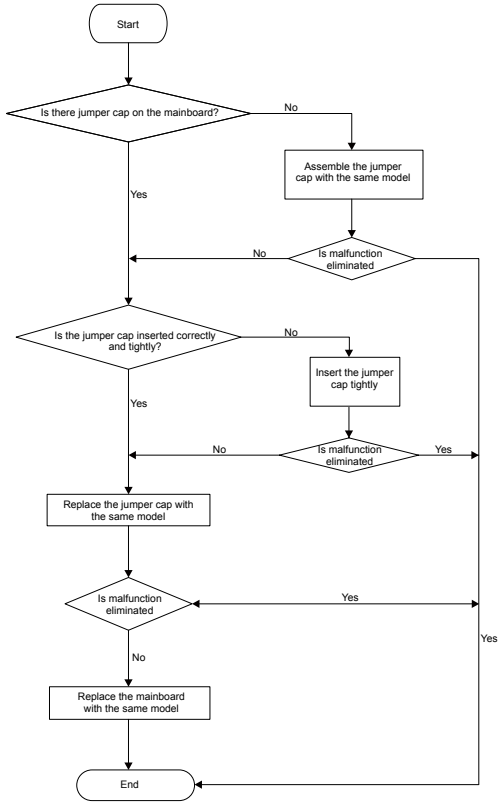 Start
Is there jumper cap on the mainboard?
No
Assemble the jumper
cap with the same model
Yes
No
Is malfunction
eliminated
Is the jumper cap inserted correctly
and tightly?
No
Insert the jumper
cap tightly
Yes
No
Is malfunction
eliminated
Yes
Replace the jumper cap with
the same model
Is malfunction
eliminated
Yes
Yes
No
Replace the mainboard
with the same model
End